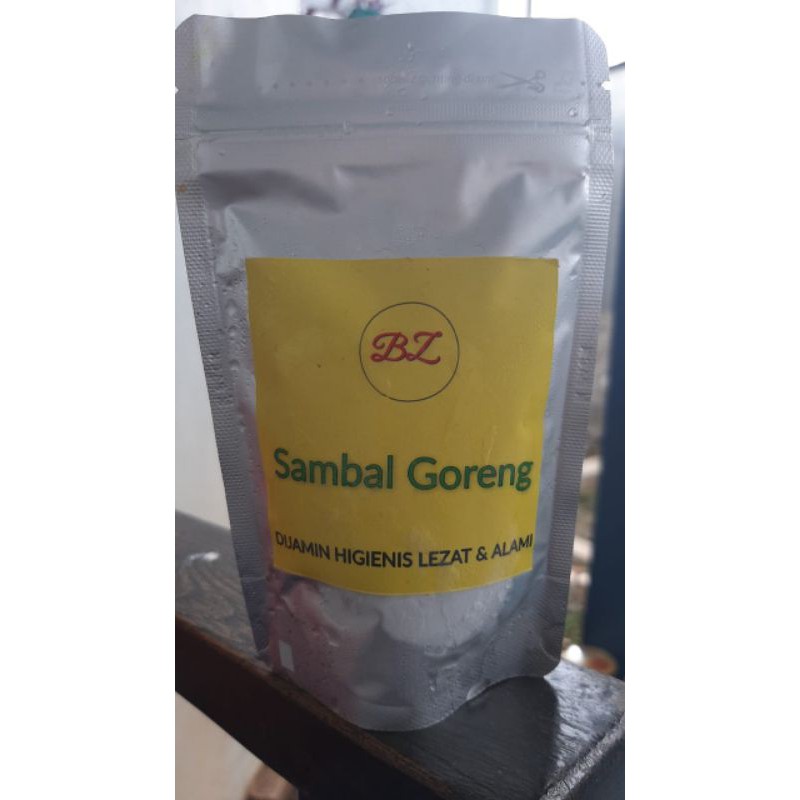 BZ
Sambal Goreng
DIJAMIN HIGIENIS LEZAT & ALAMI